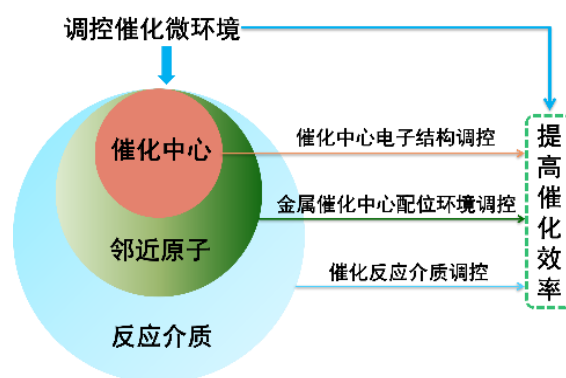 调控催化微环境
催化中心
邻近原子
反应介质
催化中心电子结构调控
金属催化中心配位环境调控
催化反应介质调控
提高催化效率